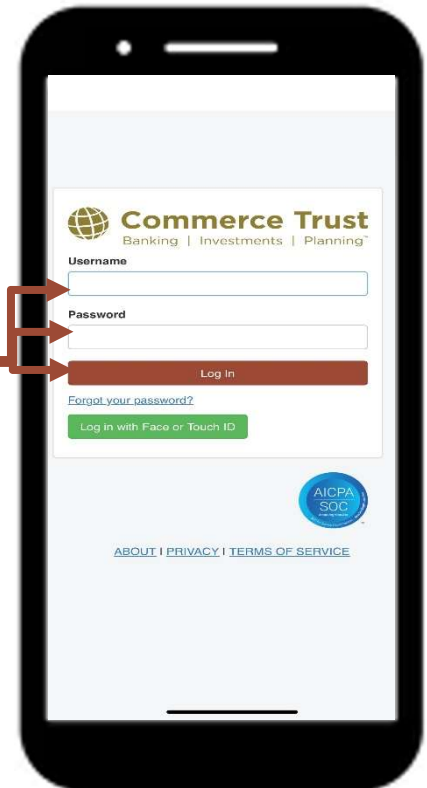 Commerce Trust
Banking | Investments | Planning™
Username
Password
Log In
Forgot your password?
Log in with Face or Touch ID
AICPA
SOC
ABOUT I PRIVACY I TERMS OF SERVICE